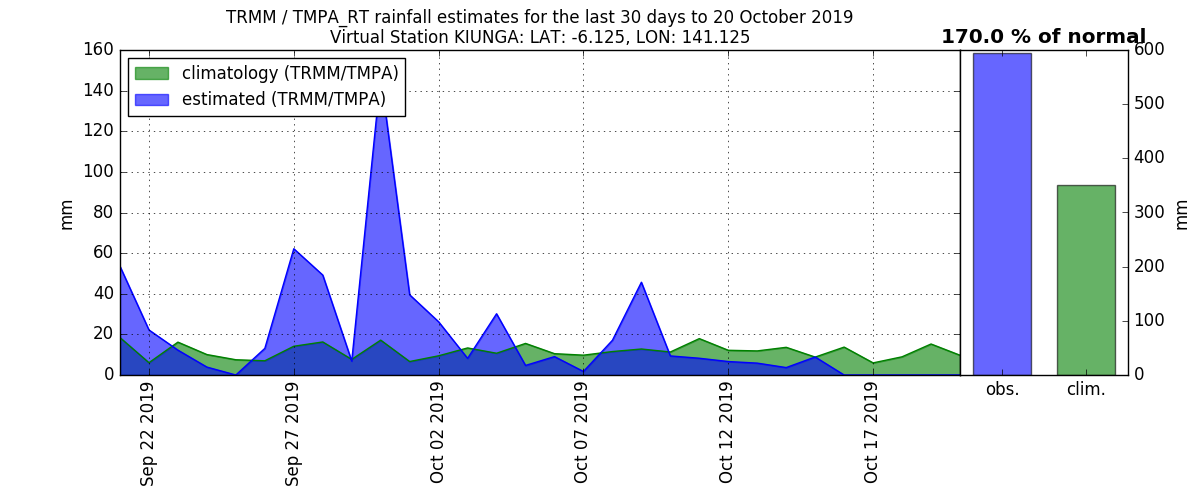 TRMM / TMPA_RT rainfall estimates for the last 30 days to 20 October 2019
Virtual Station KIUNGA: LAT: -6.125, LON: 141.125
170.0 % of normal
climatology (TRMM/TMPA)
estimated (TRMM/TMPA)
160
140
120
100
80
60
40
20
0
mm
Sep 22 2019
Sep 27 2019
Oct 02 2019
Oct 07 2019
Oct 12 2019
Oct 17 2019
600
500
400
300
200
100
0
mm
obs.
clim.